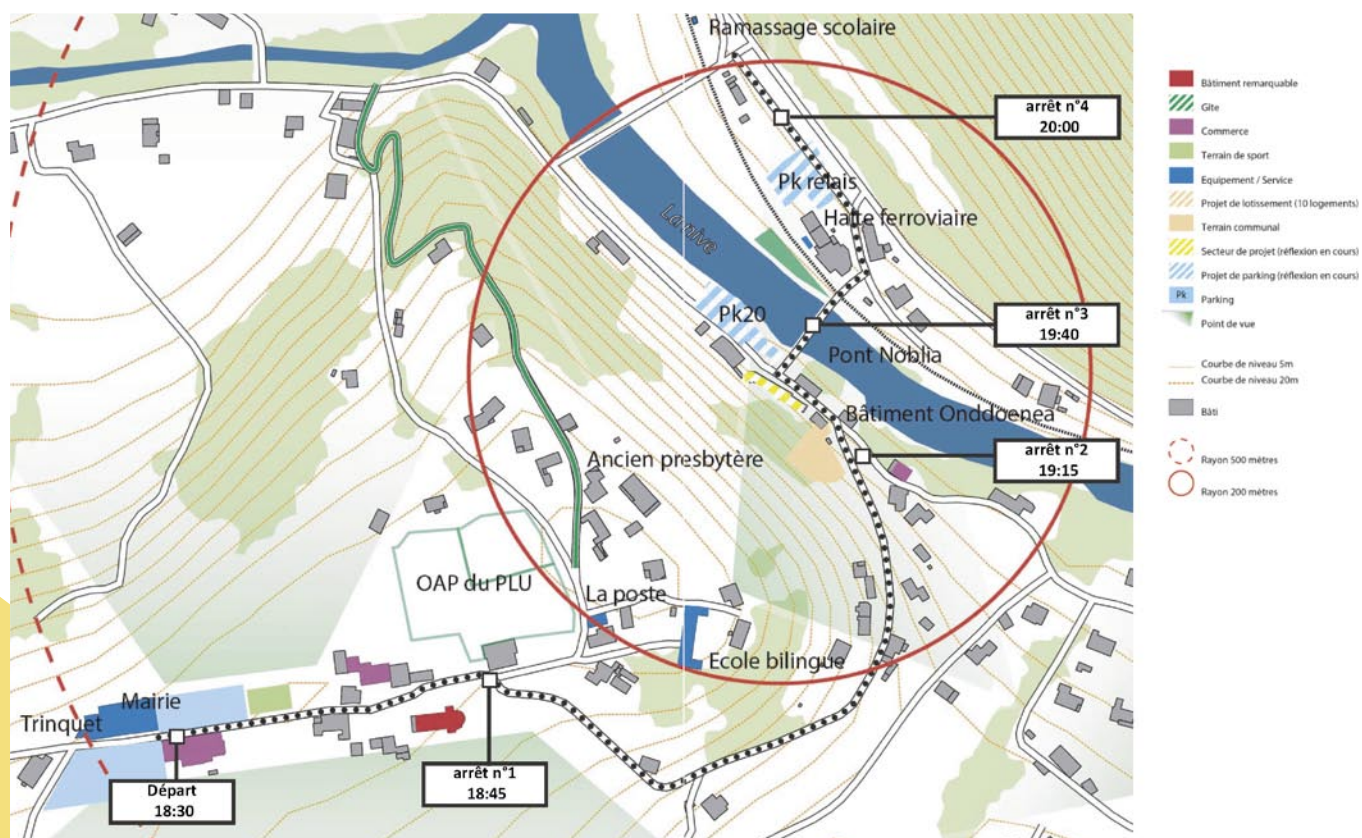 Ramassage scolaire
arrêt n°4
20:00
Pk relais
Halte ferroviaire
La nive
Pk20
arrêt n°3
19:40
Pont Noblia
Bâtiment Onddoenea
arrêt n°2
19:15
Ancien presbytère
OAP du PLU
La poste
Ecole bilingue
Mairie
Trinquet
Départ
18:30
arrêt n°1
18:45
Bâtiment remarquable
Gîte
Commerce
Terrain de sport
Equipement / Service
Projet de lotissement (10 logements)
Terrain communal
Secteur de projet (réflexion en cours)
Projet de parking (réflexion en cours)
Pk Parking
Point de vue
Courbe de niveau 5m
Courbe de niveau 20m
Bâti
Rayon 500 mètres
Rayon 200 mètres